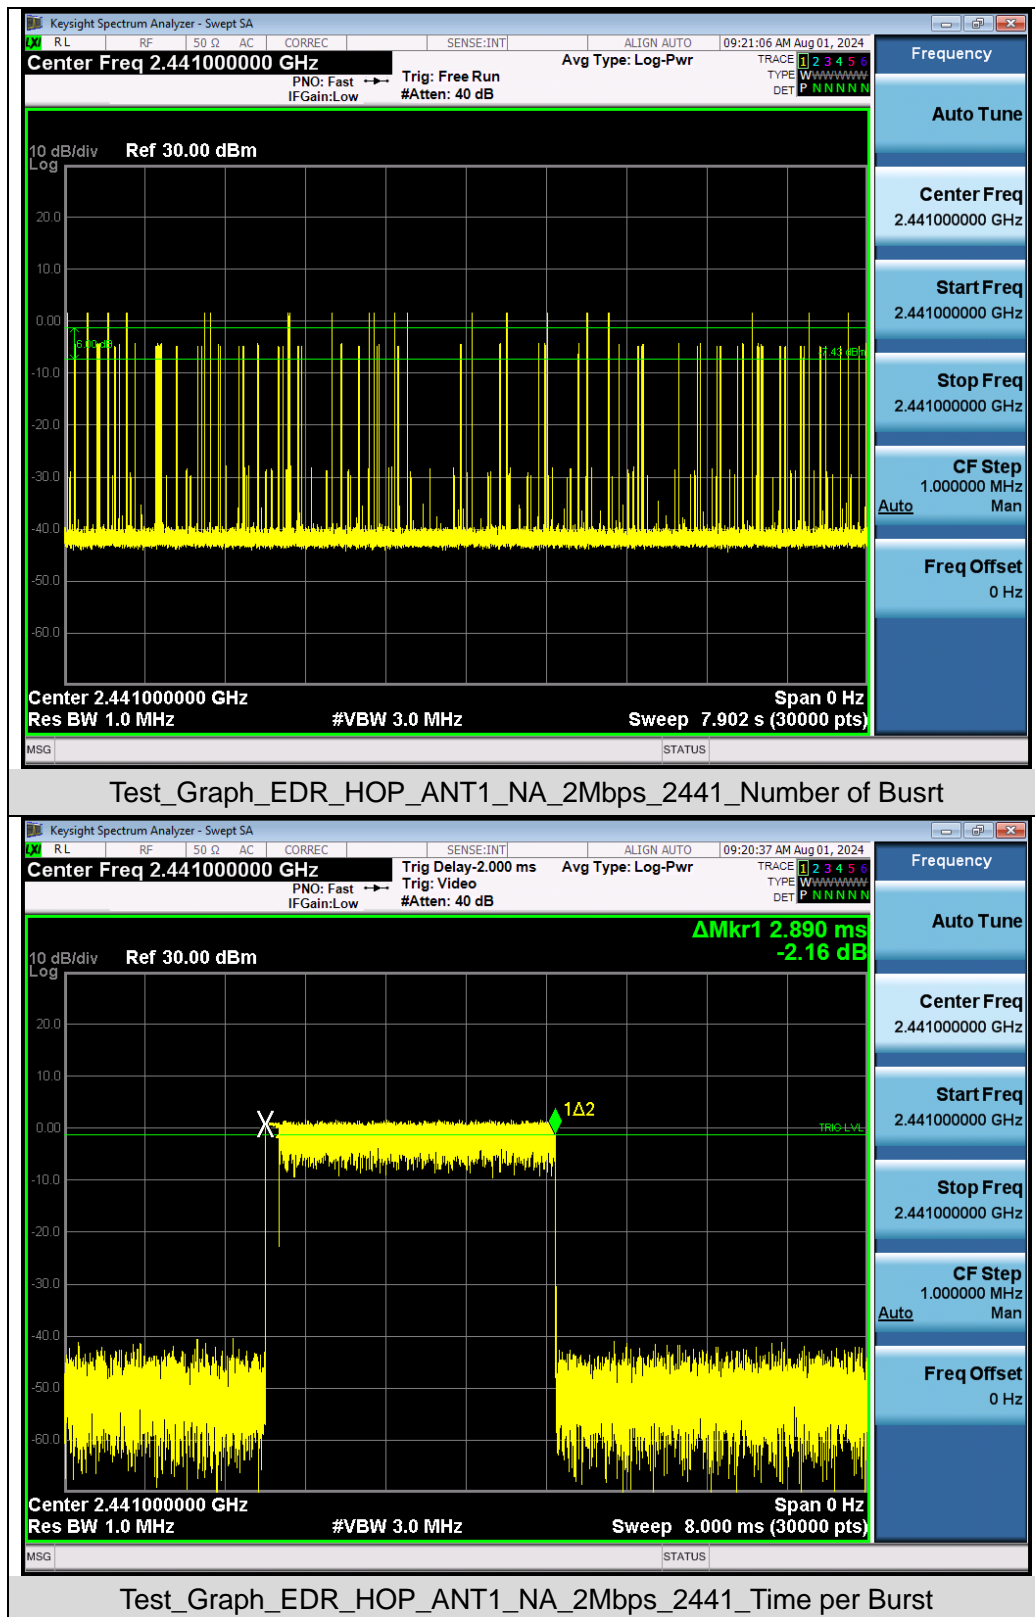 Keysight Spectrum Analyzer - Swept SA
LXI RL RF 50 Ω AC CORREC SENSE:INT ALIGN AUTO 09:21:06 AM Aug 01, 2024
Center Freq 2.441000000 GHz
PNO: Fast
IFGain:Low
Trig: Free Run
#Atten: 40 dB
Avg Type: Log-Pwr
TRACE 1 2 3 4 5 6
TYPE WWWWWW
DET P N N N N N
10 dB/div
Log
Ref 30.00 dBm
20.0
10.0
0.00
-10.0
-20.0
-30.0
-40.0
-50.0
-60.0
6.00 dB
-7.43 dBm
Center 2.441000000 GHz
Span 0 Hz
Res BW 1.0 MHz
#VBW 3.0 MHz
Sweep 7.902 s (30000 pts)
MSG
STATUS
Frequency
Auto Tune
Center Freq
2.441000000 GHz
Start Freq
2.441000000 GHz
Stop Freq
2.441000000 GHz
CF Step
1.000000 MHz
Auto Man
Freq Offset
0 Hz
Test_Graph_EDR_HOP_ANT1_NA_2Mbps_2441_Number of Busrt
Keysight Spectrum Analyzer - Swept SA
LXI RL RF 50 Ω AC CORREC SENSE:INT ALIGN AUTO 09:20:37 AM Aug 01, 2024
Center Freq 2.441000000 GHz
PNO: Fast
IFGain:Low
Trig Delay-2.000 ms
Trig: Video
#Atten: 40 dB
Avg Type: Log-Pwr
TRACE 1 2 3 4 5 6
TYPE WWWWWW
DET P N N N N N
ΔMkr1 2.890 ms
-2.16 dB
10 dB/div
Log
Ref 30.00 dBm
20.0
10.0
0.00
-10.0
-20.0
-30.0
-40.0
-50.0
-60.0
1Δ2
TRIG LVL
Center 2.441000000 GHz
Span 0 Hz
Res BW 1.0 MHz
#VBW 3.0 MHz
Sweep 8.000 ms (30000 pts)
MSG
STATUS
Frequency
Auto Tune
Center Freq
2.441000000 GHz
Start Freq
2.441000000 GHz
Stop Freq
2.441000000 GHz
CF Step
1.000000 MHz
Auto Man
Freq Offset
0 Hz
Test_Graph_EDR_HOP_ANT1_NA_2Mbps_2441_Time per Burst